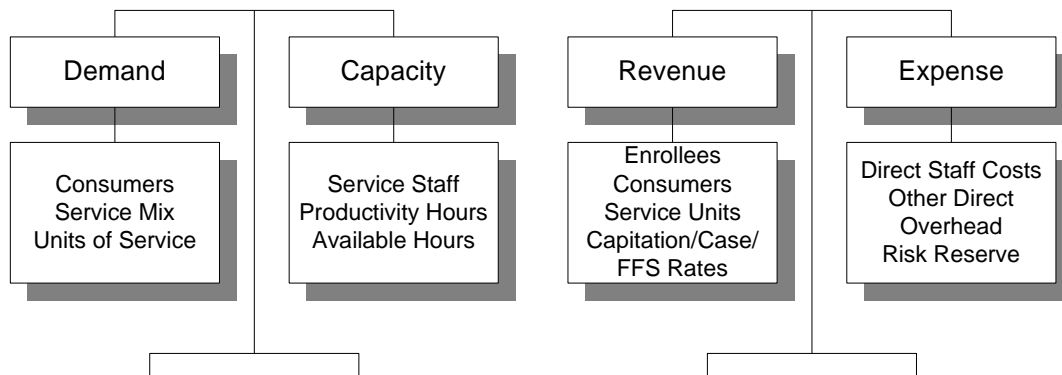 Demand
Capacity
Revenue
Expense
Consumers
Service Mix
Units of Service
Service Staff
Productivity Hours
Available Hours
Enrollees
Consumers
Service Units
Capitation/Case/
FFS Rates
Direct Staff Costs
Other Direct
Overhead
Risk Reserve